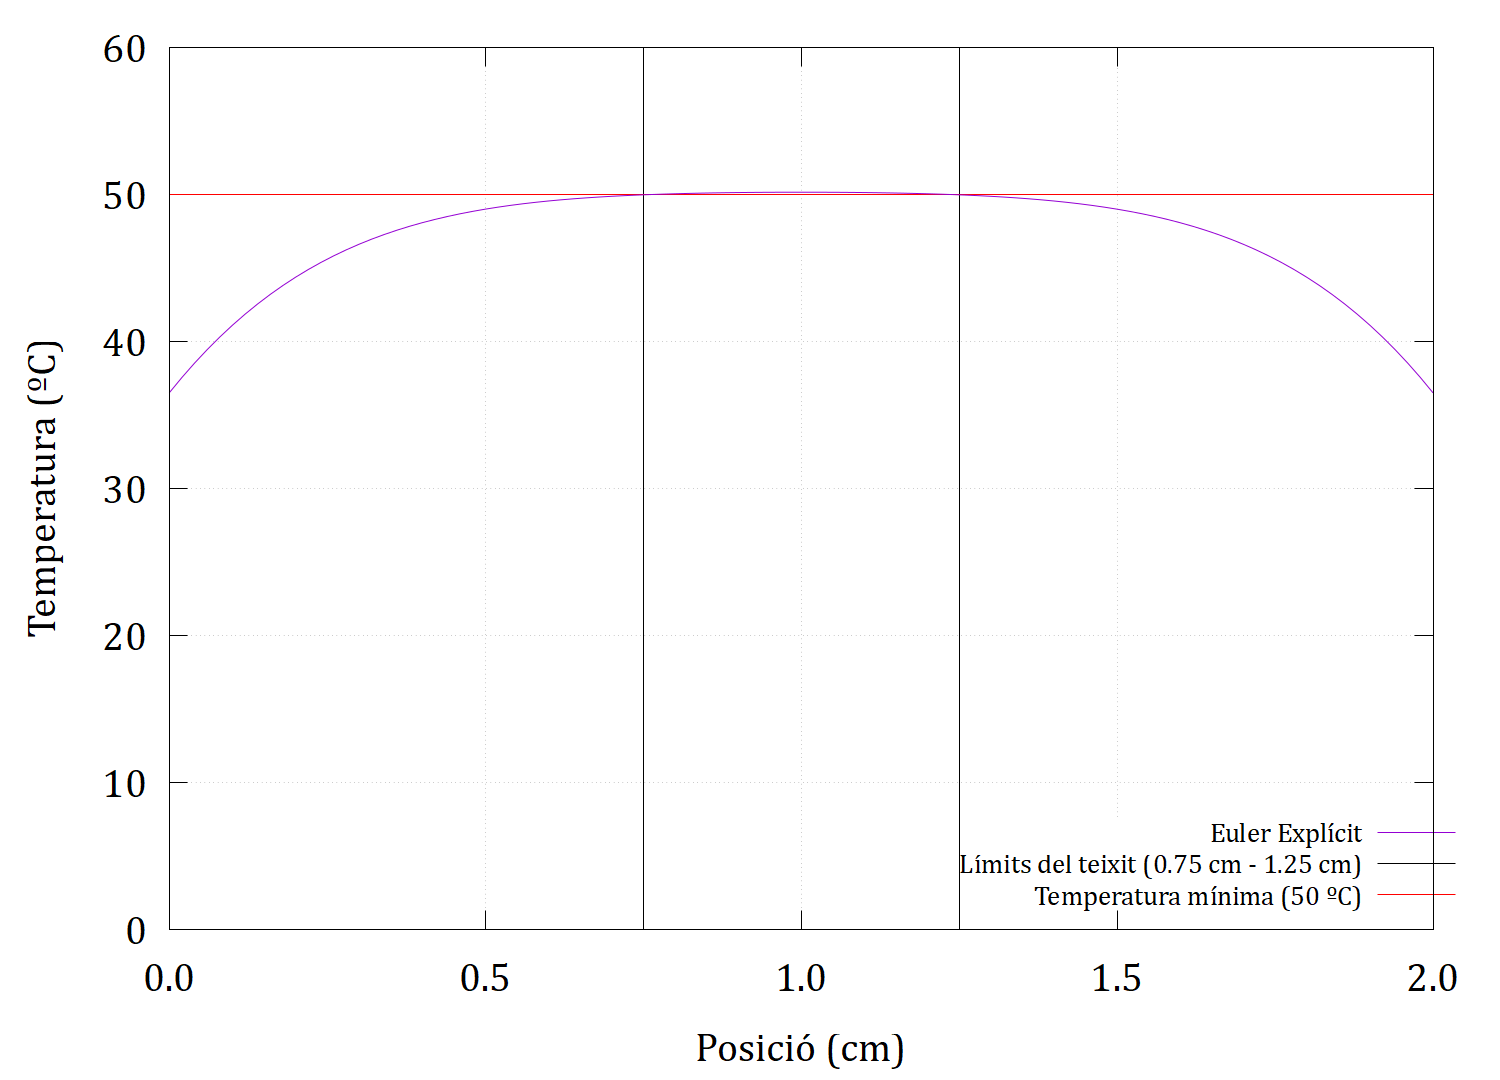 60
50
40
30
20
10
0
Temperatura (ºC)
Euler Explícit
Límits del teixit (0.75 cm - 1.25 cm)
Temperatura mínima (50 ºC)
0.0 0.5 1.0 1.5 2.0
Posició (cm)